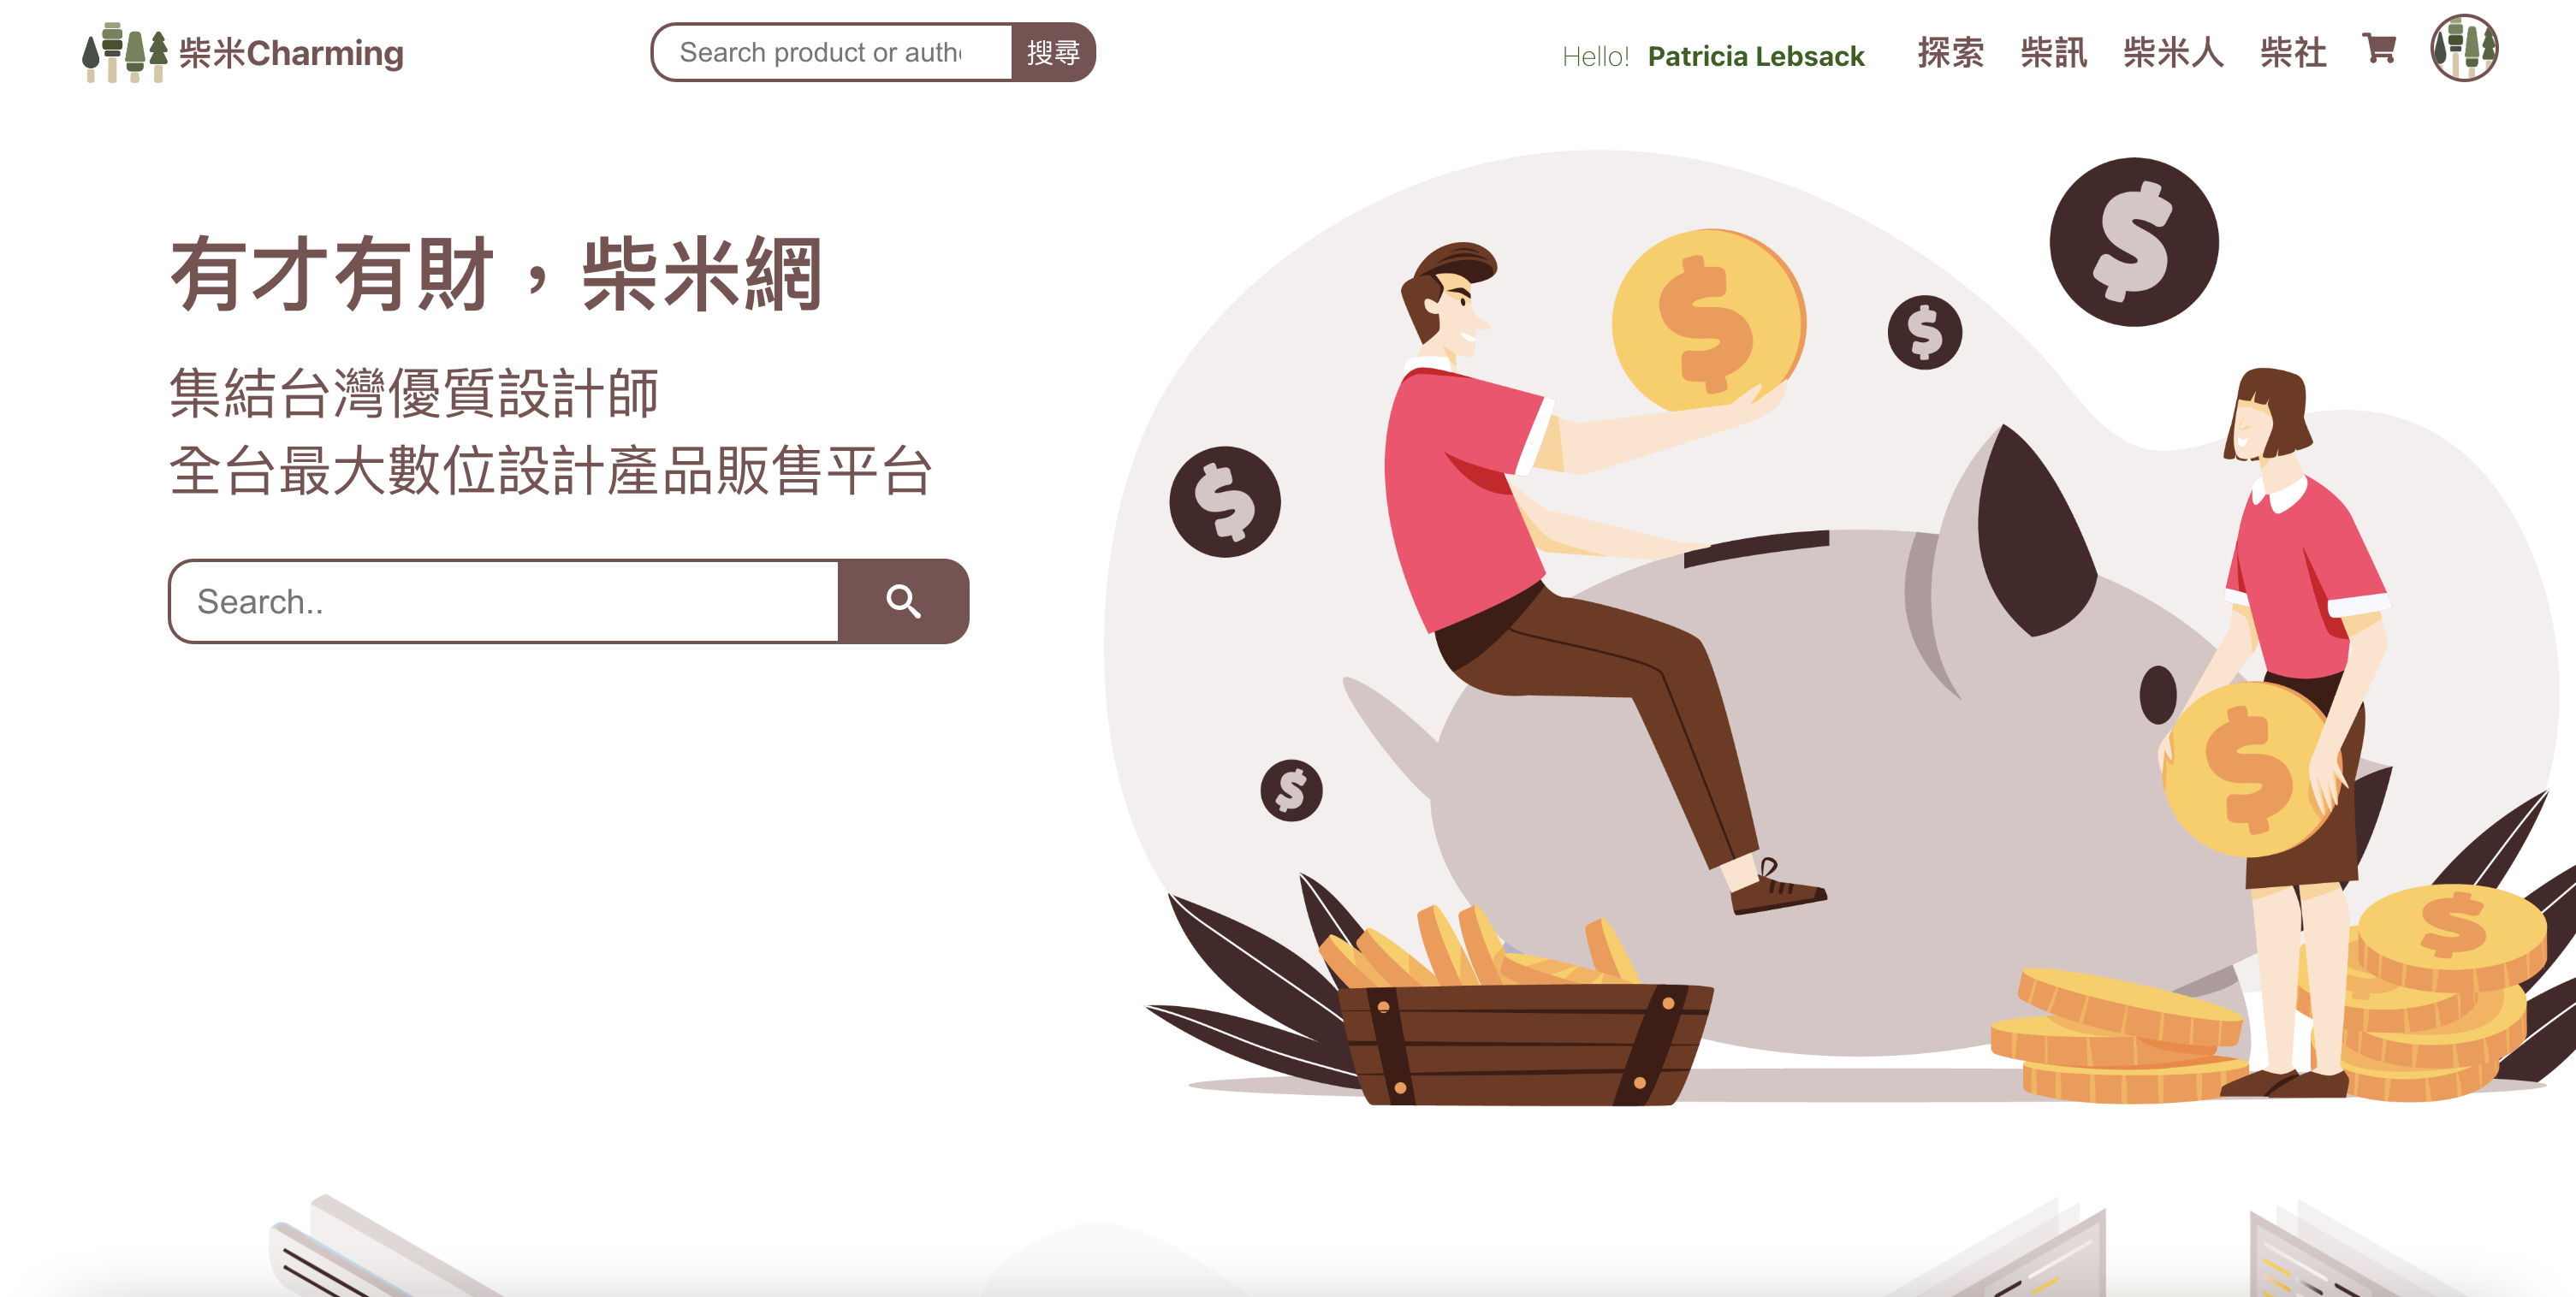 柴米Charming
Search product or auth
搜尋
Hello! Patricia Lebsack
探索
柴訊
柴米人
柴社
有才有財，柴米網
集結台灣優質設計師
全台最大數位設計產品販售平台
Search..
$
$
$
$
$
$
$